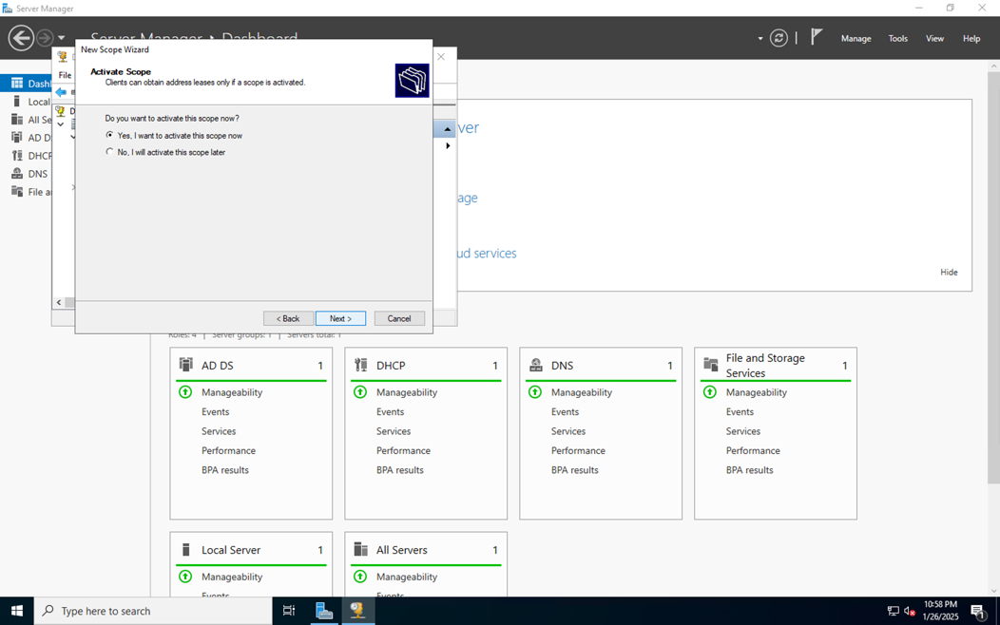 Server Manager
Server Manager • Dashboard
Manage
Tools
View
Help
New Scope Wizard
Activate Scope
Clients can obtain address leases only if a scope is activated.
Do you want to activate this scope now?
Yes, I want to activate this scope now
No, I will activate this scope later
< Back
Next >
Cancel
File
D
Dash
Local
All Se
AD D
DHCP
DNS
File a
ver
age
ud services
Hide
Roles: 4 | Server groups: 1 | Servers total: 1
AD DS 1
Manageability
Events
Services
Performance
BPA results
DHCP 1
Manageability
Events
Services
Performance
BPA results
DNS 1
Manageability
Events
Services
Performance
BPA results
File and Storage
Services 1
Manageability
Events
Services
Performance
BPA results
Local Server 1
Manageability
Events
All Servers 1
Manageability
Events
Type here to search
10:58 PM
1/26/2025
1